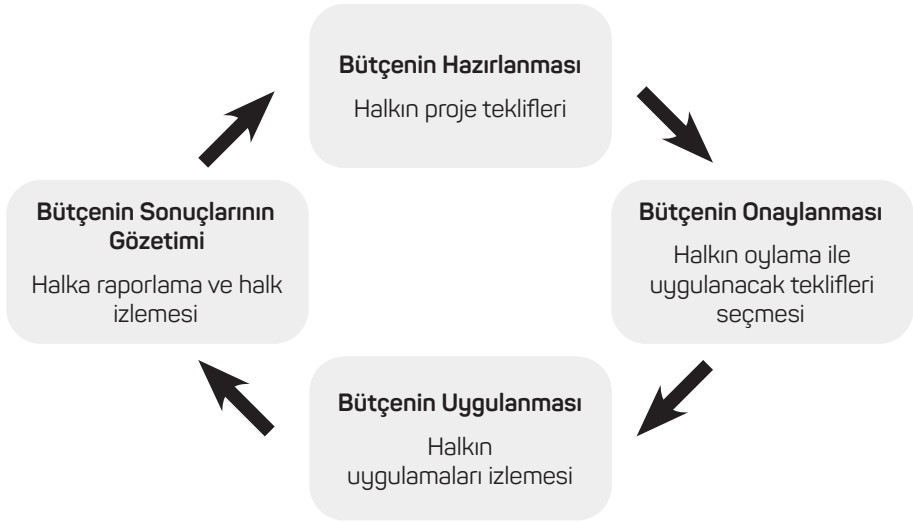 Bütçenin Hazırlanması
Halkın proje teklifleri
Bütçenin Onaylanması
Halkın oylama ile
uygulanacak teklifleri
seçmesi
Bütçenin Uygulanması
Halkın
uygulamaları izlemesi
Bütçenin Sonuçlarının
Gözetimi
Halka raporlama ve halk
izlemesi